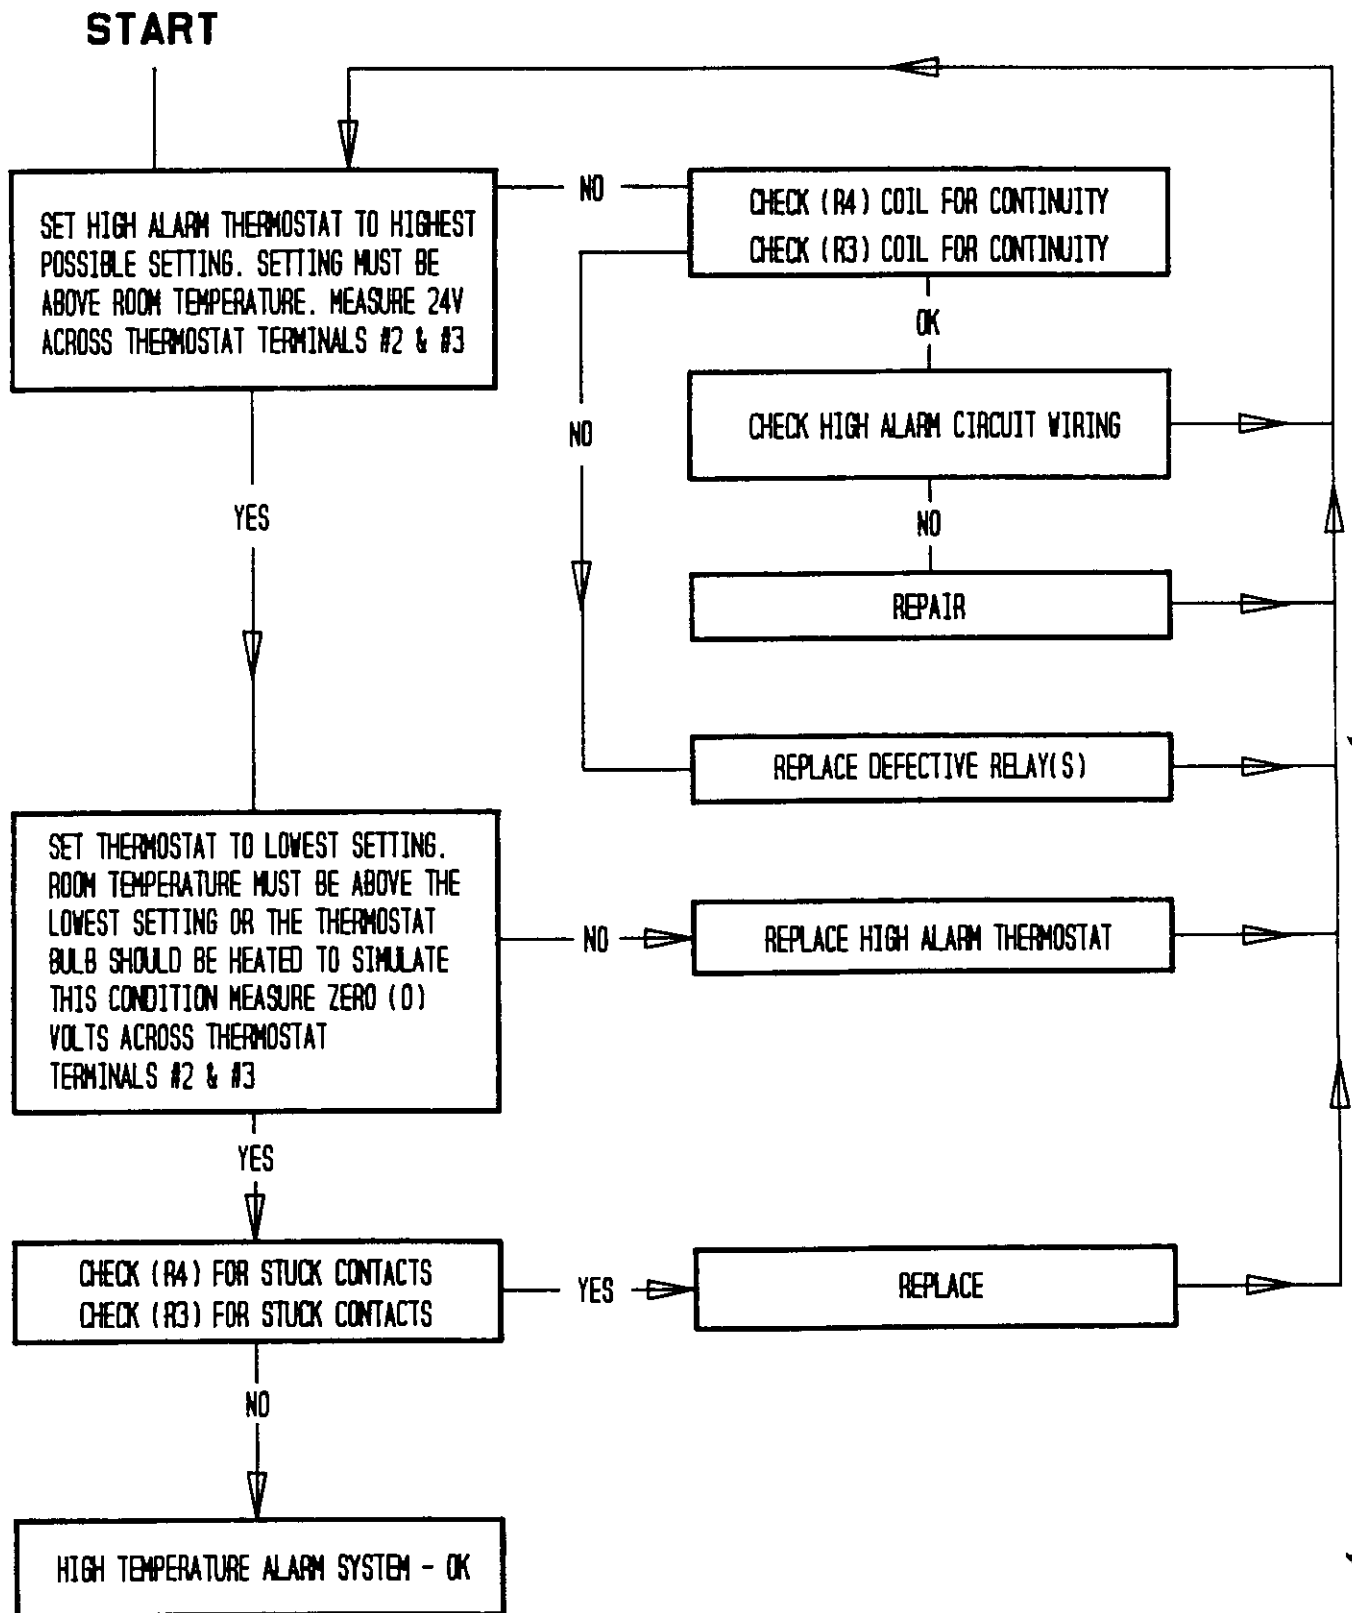 START
SET HIGH ALARM THERMOSTAT TO HIGHEST
POSSIBLE SETTING. SETTING MUST BE
ABOVE ROOM TEMPERATURE. MEASURE 24V
ACROSS THERMOSTAT TERMINALS #2 & #3
NO
CHECK (R4) COIL FOR CONTINUITY
CHECK (R3) COIL FOR CONTINUITY
OK
NO
CHECK HIGH ALARM CIRCUIT WIRING
YES
NO
REPAIR
REPLACE DEFECTIVE RELAY(S)
SET THERMOSTAT TO LOWEST SETTING.
ROOM TEMPERATURE MUST BE ABOVE THE
LOWEST SETTING OR THE THERMOSTAT
BULB SHOULD BE HEATED TO SIMULATE
THIS CONDITION MEASURE ZERO (0)
VOLTS ACROSS THERMOSTAT
TERMINALS #2 & #3
NO
REPLACE HIGH ALARM THERMOSTAT
YES
CHECK (R4) FOR STUCK CONTACTS
CHECK (R3) FOR STUCK CONTACTS
YES
REPLACE
NO
HIGH TEMPERATURE ALARM SYSTEM - OK